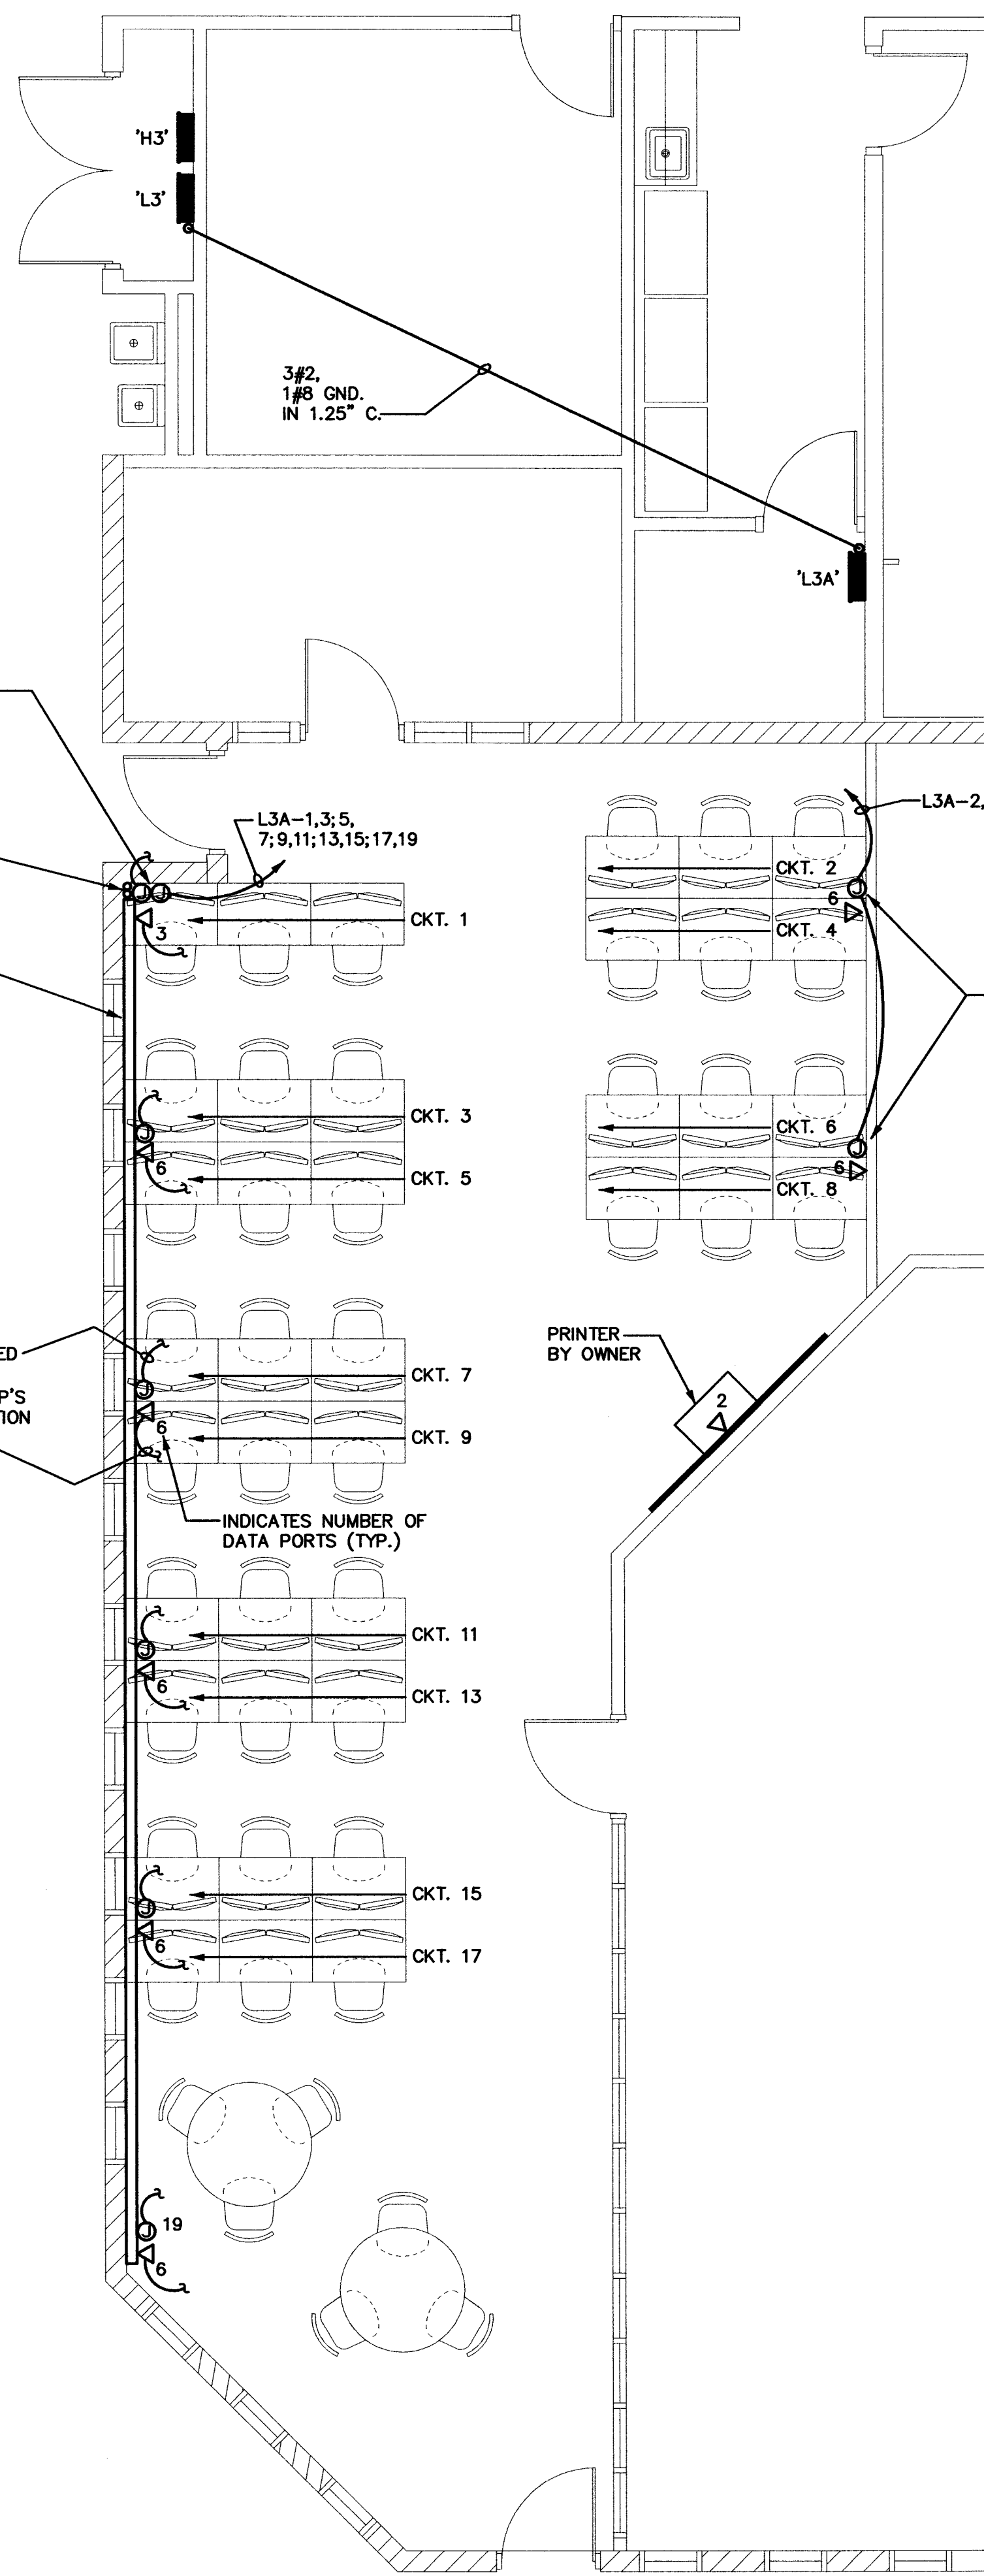 'H3'
'L3'
3#2,
1#8 GND.
IN 1.25" C.
'L3A'
L3A-1,3;5,
7;9,11;13,15;17,19
L3A-2,
J J
CKT. 1
3
CKT. 2
J
6
CKT. 4
CKT. 3
J
6
CKT. 5
CKT. 6
J
6
CKT. 8
ED
P'S
TION
CKT. 7
J
6
CKT. 9
PRINTER
BY OWNER
2
INDICATES NUMBER OF
DATA PORTS (TYP.)
CKT. 11
J
6
CKT. 13
CKT. 15
J
6
CKT. 17
J 19
6